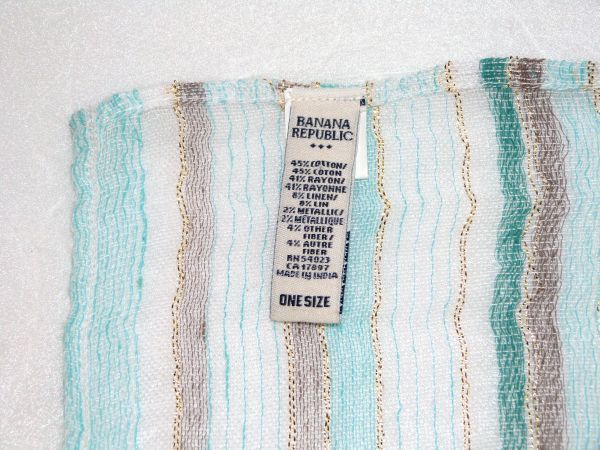 BANANA
REPUBLIC
45% COTTON/
45% COTON
41% RAYON/
41% RAYONNE
8% LINEN/
8% LIN
2% METALLIC/
2% METALLIQUE
4% OTHER
FIBER/
4% AUTRE
FIBER
RN 54023
CA 17897
MADE IN INDIA
ONE SIZE